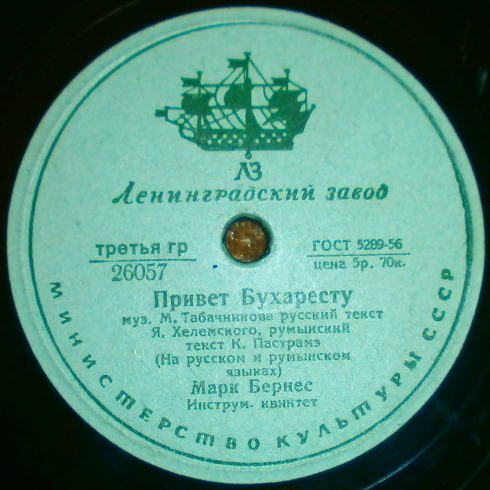 ЛЗ
Ленинградский завод
третья гр
26057
ГОСТ 5289-56
цена 5р. 70к.
Привет Бухаресту
муз. М. Табачникова русский текст
Я. Хелемского, румынский
текст К. Пастрамэ
(На русском и румынском
языках)
Марк Бернес
Инструм. квинтет
МИНИСТЕРСТВО КУЛЬТУРЫ СССР